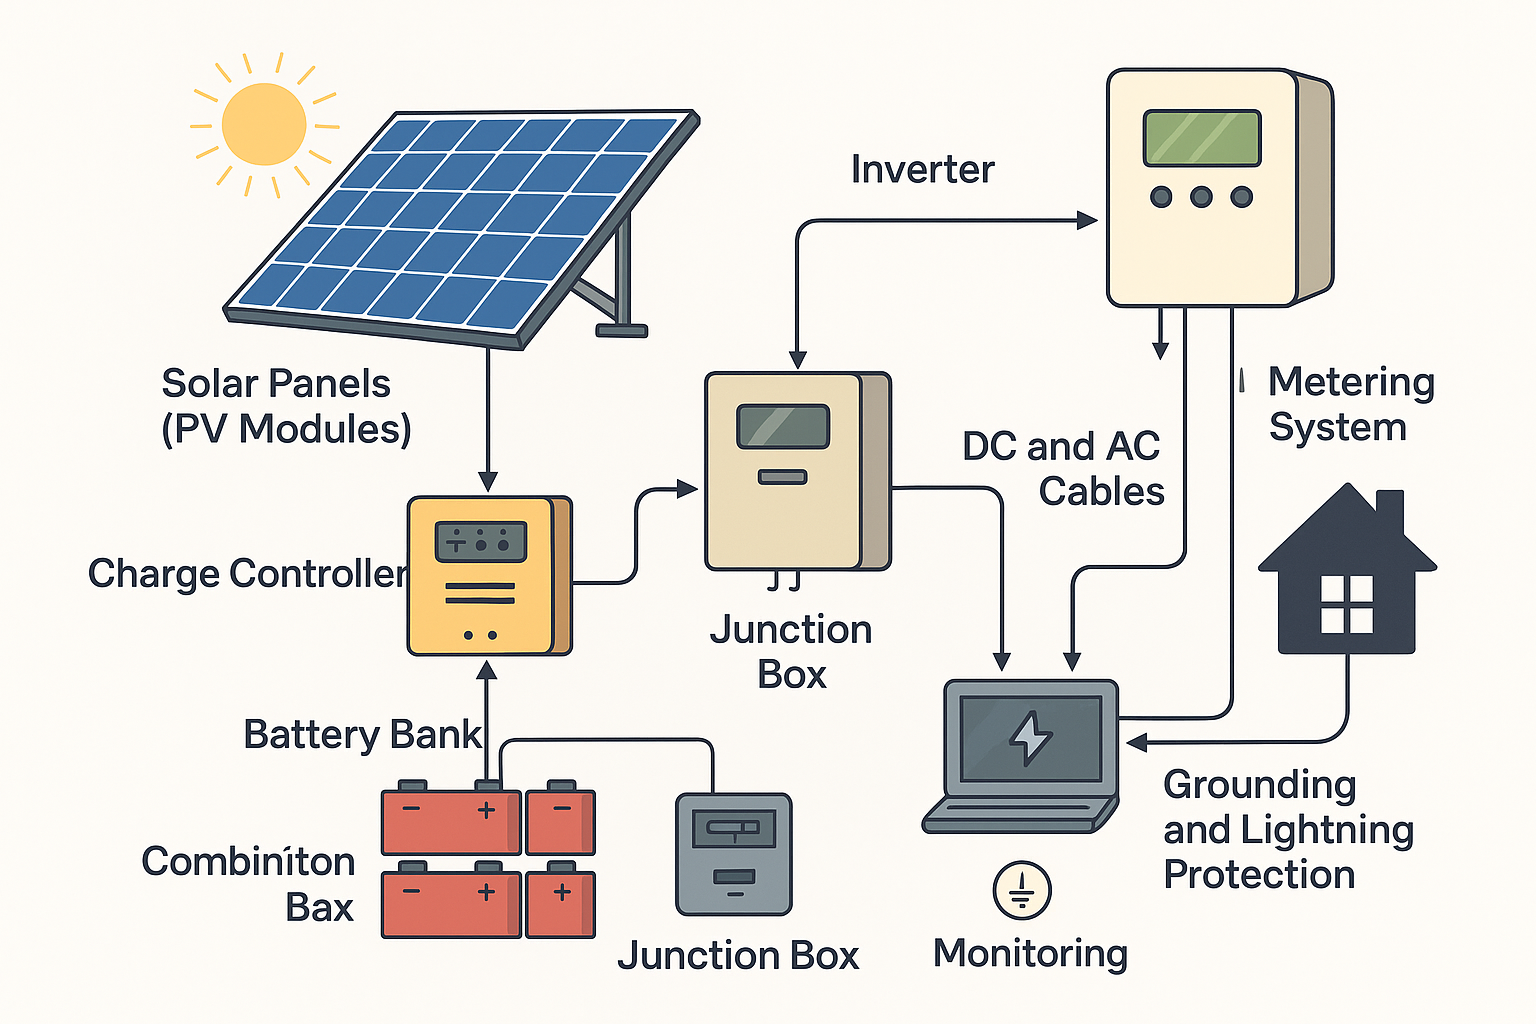 Inverter
Solar Panels
(PV Modules)
Metering
System
DC and AC
Cables
Charge Controller
Junction
Box
Battery Bank
Grounding
and Lightning
Protection
Combiníton
Bax
Junction Box
Monitoring